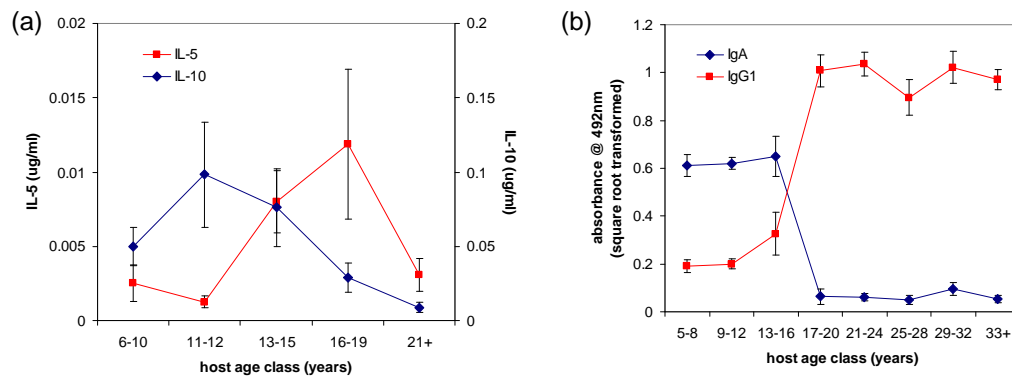 (a)
0.02
0.015
0.01
0.005
0
IL-5 (ug/ml)
IL-5
IL-10
0.2
0.15
0.1
0.05
0
IL-10 (ug/ml)
6-10 11-12 13-15 16-19 21+
host age class (years)
(b)
1.2
1
0.8
0.6
0.4
0.2
0
absorbance @ 492nm
(square root transformed)
IgA
IgG1
5-8 9-12 13-16 17-20 21-24 25-28 29-32 33+
host age class (years)